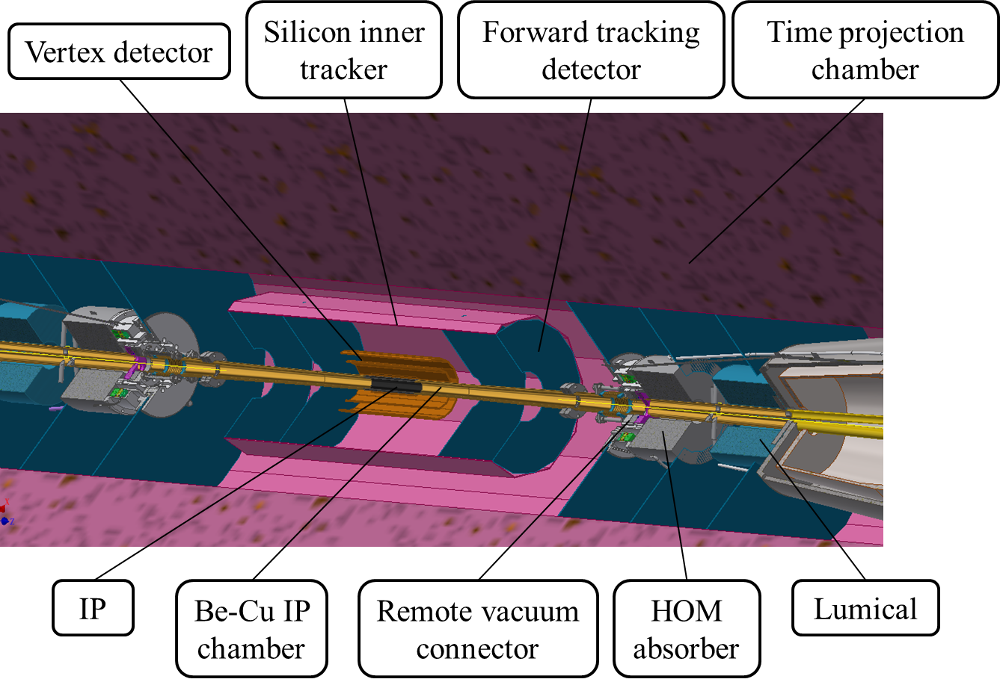 Vertex detector
Silicon inner
tracker
Forward tracking
detector
Time projection
chamber
X
Z
IP
Be-Cu IP
chamber
Remote vacuum
connector
HOM
absorber
Lumical